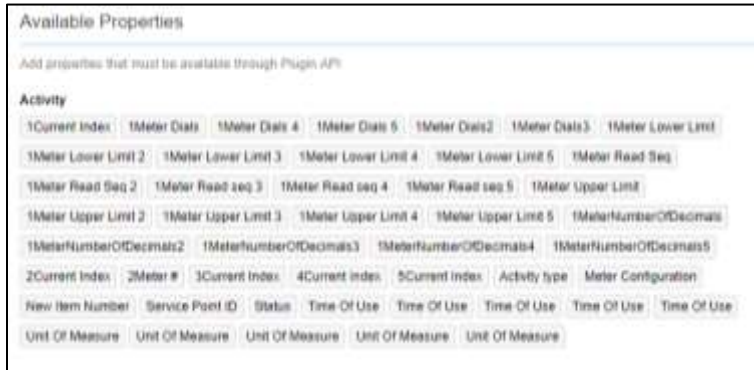 Available Properties
Add properties that must be available through Plugin API
Activity
1Current Index 1Meter Dials 1Meter Dials 4 1Meter Dials 5 1Meter Dials2 1Meter Dials3 1Meter Lower Limit
1Meter Lower Limit 2 1Meter Lower Limit 3 1Meter Lower Limit 4 1Meter Lower Limit 5 1Meter Read Seq
1Meter Read Seq 2 1Meter Read seq 3 1Meter Read seq 4 1Meter Read seq 5 1Meter Upper Limit
1Meter Upper Limit 2 1Meter Upper Limit 3 1Meter Upper Limit 4 1Meter Upper Limit 5 1MeterNumberOfDecimals
1MeterNumberOfDecimals2 1MeterNumberOfDecimals3 1MeterNumberOfDecimals4 1MeterNumberOfDecimals5
2Current Index 2Meter # 3Current Index 4Current Index 5Current Index Activity type Meter Configuration
New Item Number Service Point ID Status Time Of Use Time Of Use Time Of Use Time Of Use Time Of Use
Unit Of Measure Unit Of Measure Unit Of Measure Unit Of Measure Unit Of Measure